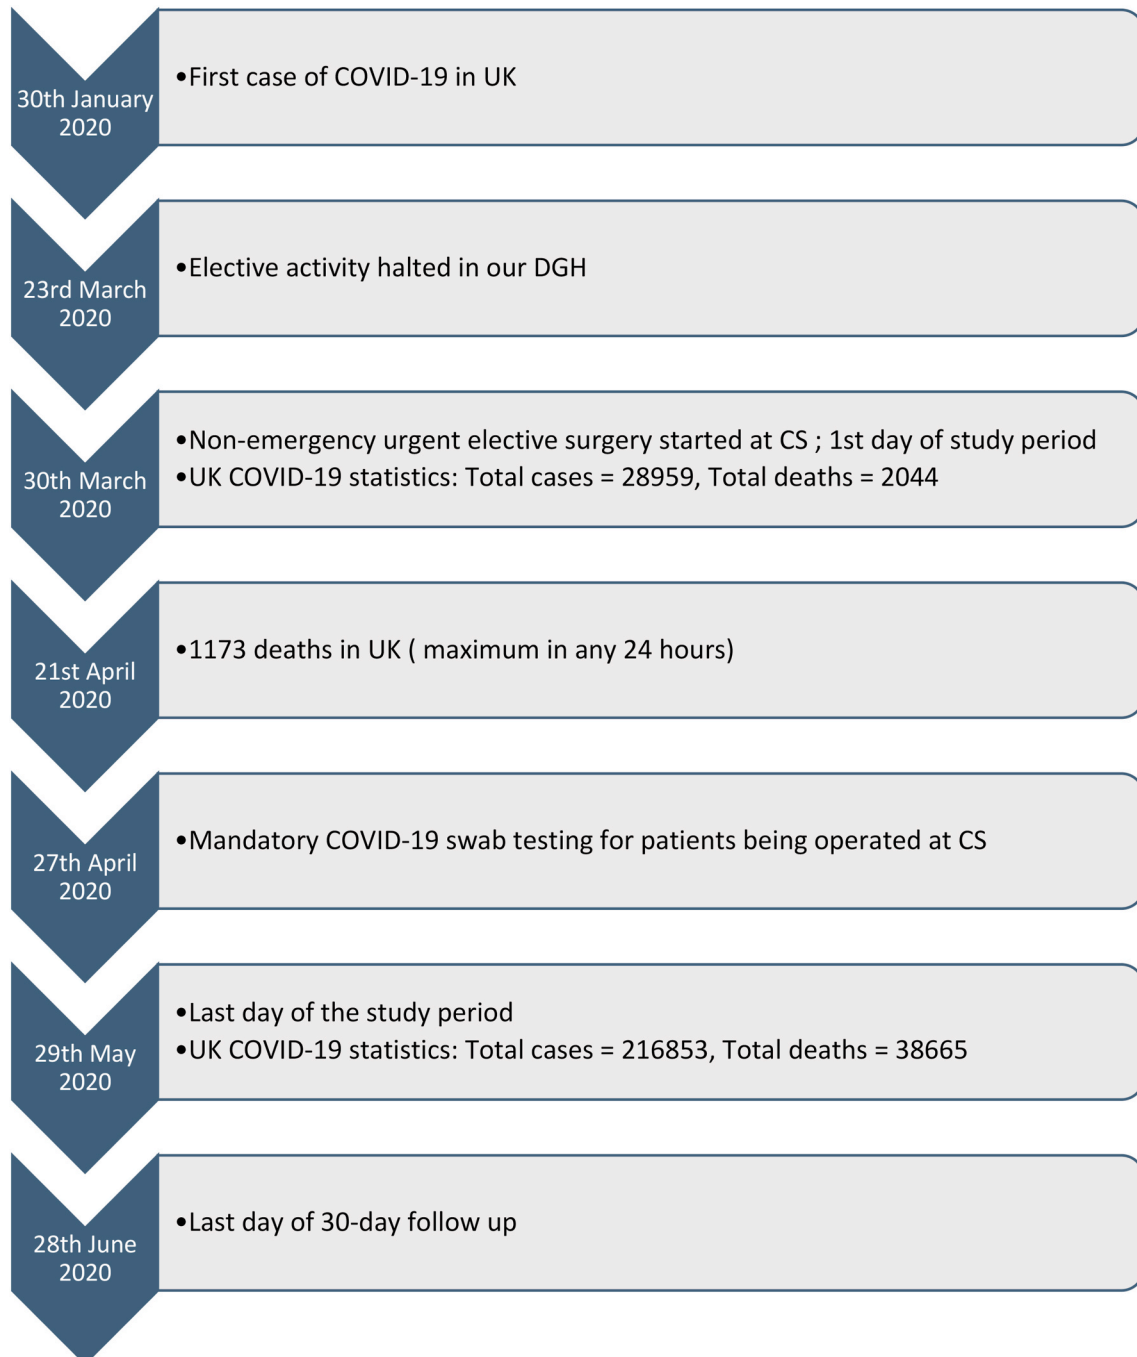 30th January
2020
•First case of COVID-19 in UK
23rd March
2020
•Elective activity halted in our DGH
30th March
2020
•Non-emergency urgent elective surgery started at CS ; 1st day of study period
•UK COVID-19 statistics: Total cases = 28959, Total deaths = 2044
21st April
2020
•1173 deaths in UK ( maximum in any 24 hours)
27th April
2020
•Mandatory COVID-19 swab testing for patients being operated at CS
29th May
2020
•Last day of the study period
•UK COVID-19 statistics: Total cases = 216853, Total deaths = 38665
28th June
2020
•Last day of 30-day follow up